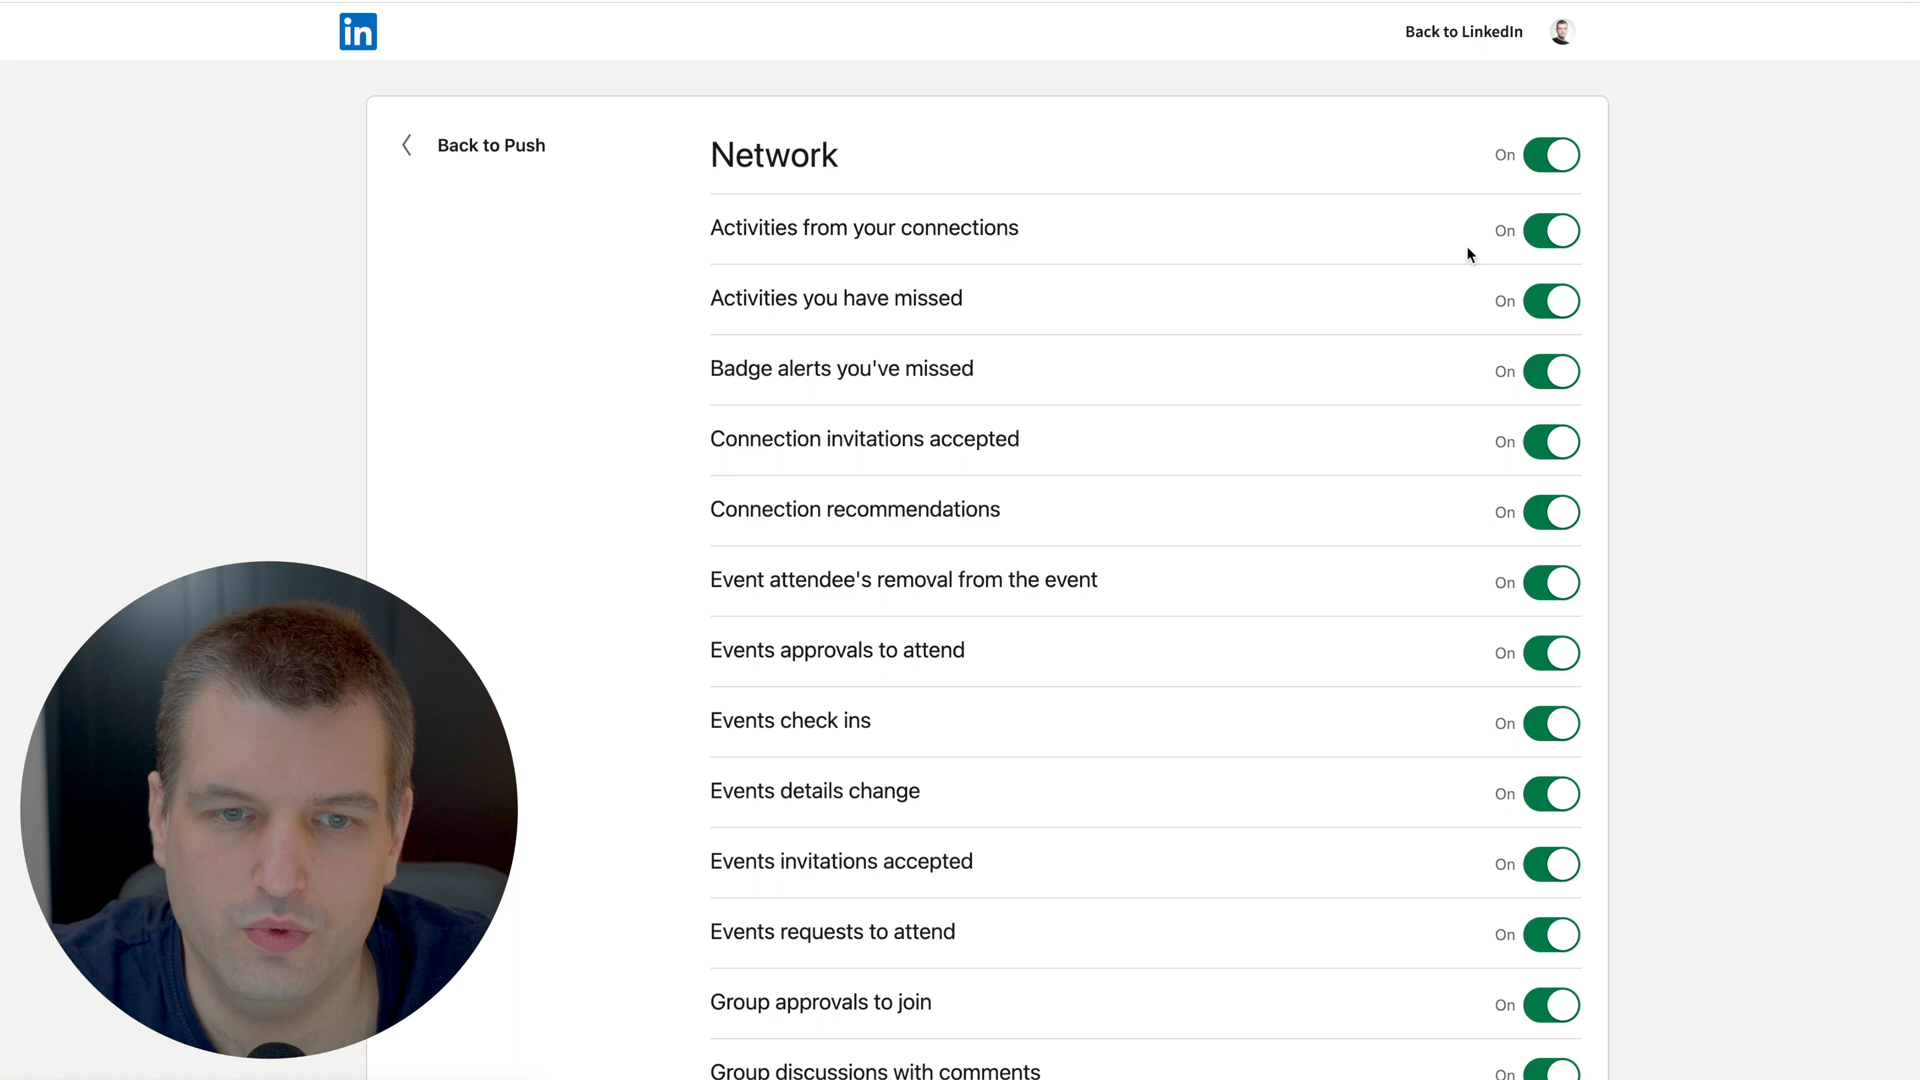 in
Back to LinkedIn
Back to Push
Network
On
Activities from your connections
On
Activities you have missed
On
Badge alerts you've missed
On
Connection invitations accepted
On
Connection recommendations
On
Event attendee's removal from the event
On
Events approvals to attend
On
Events check ins
On
Events details change
On
Events invitations accepted
On
Events requests to attend
On
Group approvals to join
On
Group discussions with comments
On